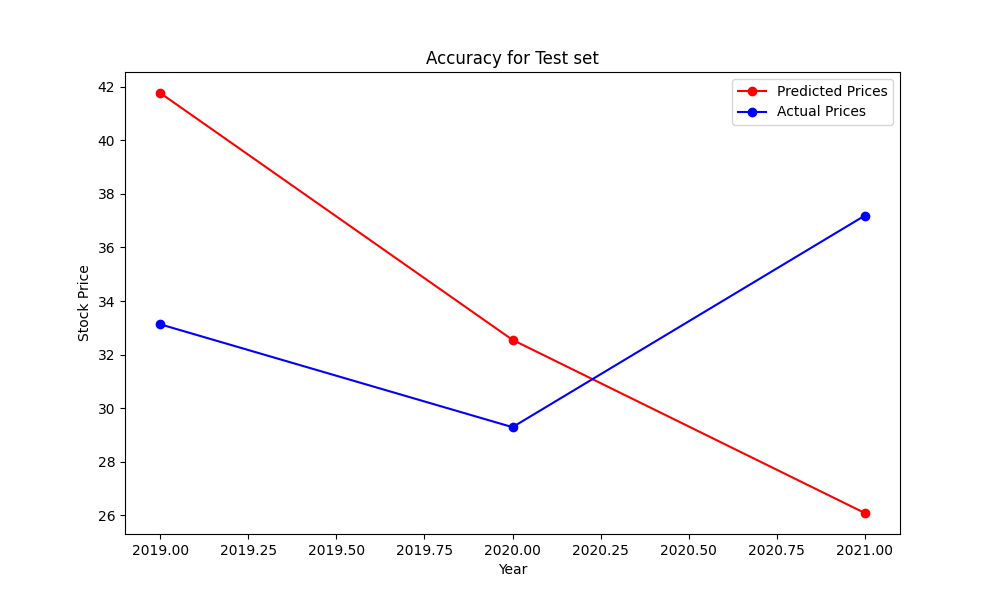 Accuracy for Test set
Predicted Prices
Actual Prices
42
40
38
36
34
32
30
28
26
Stock Price
2019.00 2019.25 2019.50 2019.75 2020.00 2020.25 2020.50 2020.75 2021.00
Year